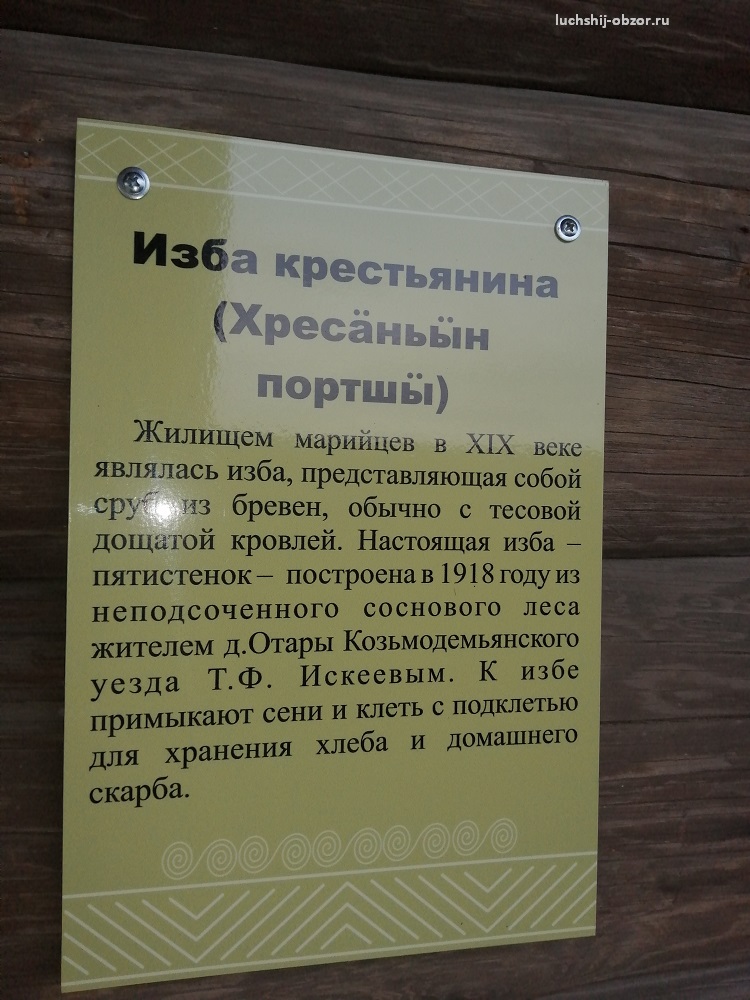 luchshij-obzor.ru
Изба крестьянина
(Хресӓньӹн
портшӹ)
Жилищем марийцев в XIX веке
являлась изба, представляющая собой
сруб из бревен, обычно с тесовой
дощатой кровлей. Настоящая изба –
пятистенок – построена в 1918 году из
неподсоченного соснового леса
жителем д.Отары Козьмодемьянского
уезда Т.Ф. Искеевым. К избе
примыкают сени и клеть с подклетью
для хранения хлеба и домашнего
скарба.